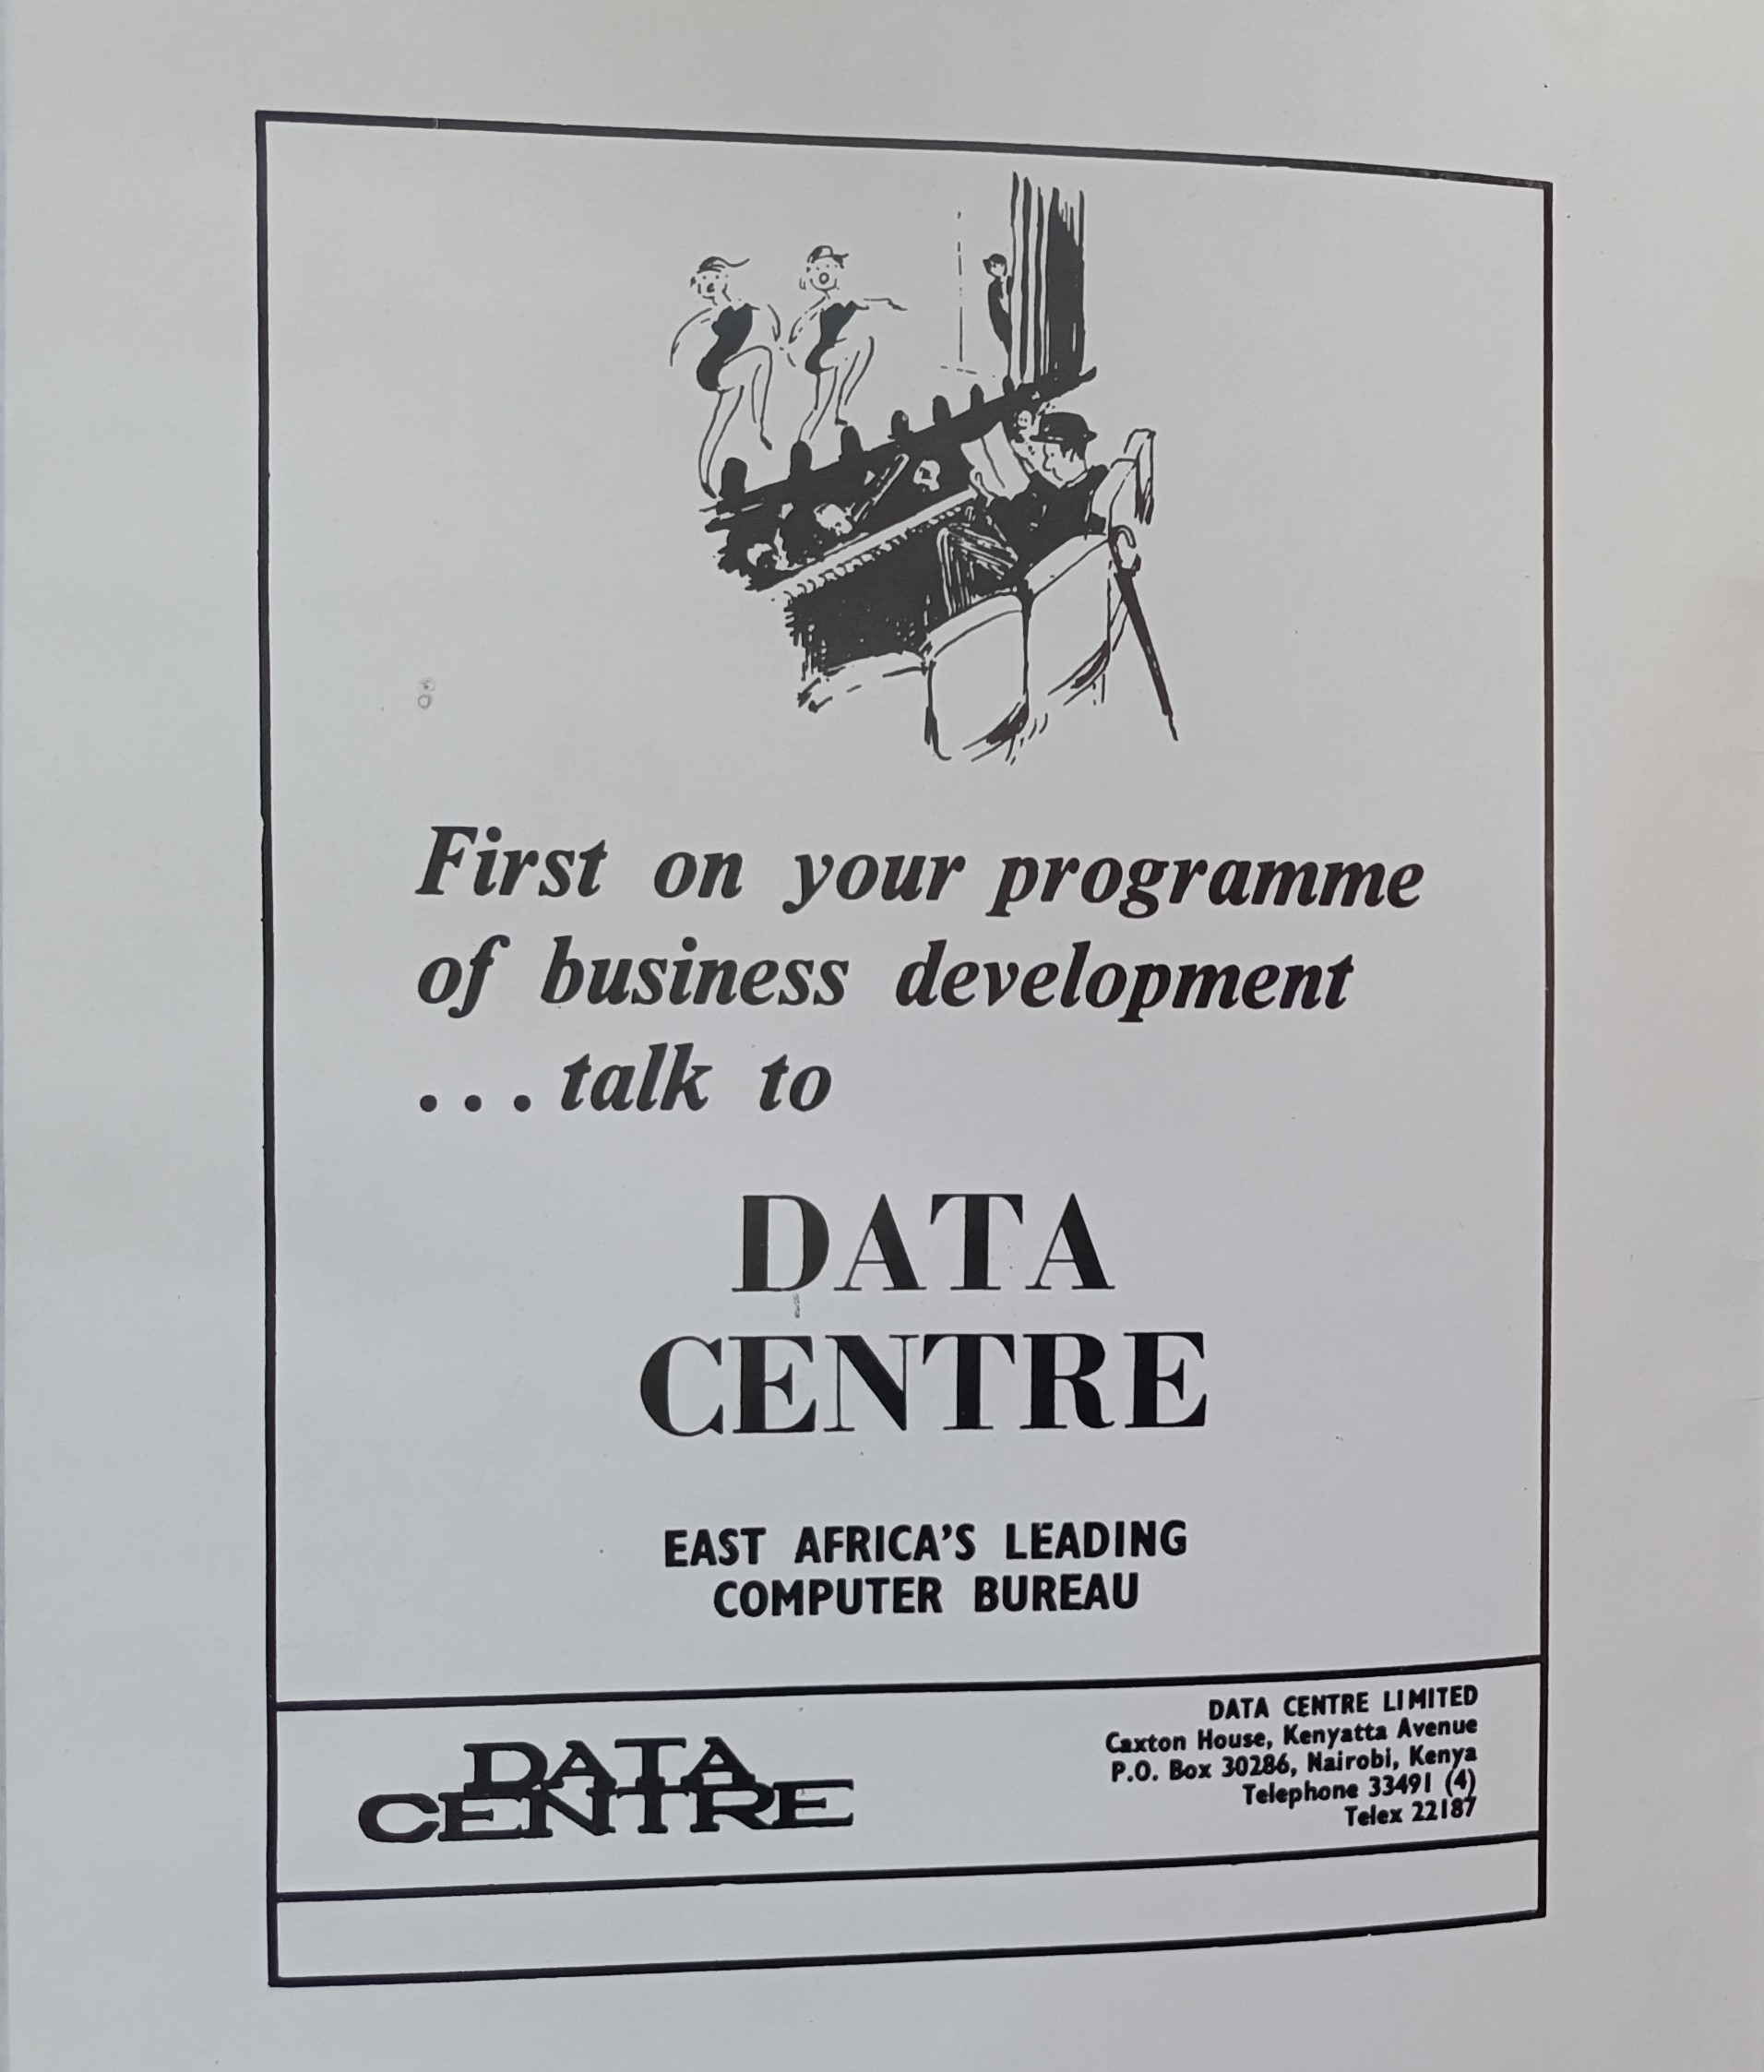 First on your programme
of business development
...talk to
DATA
CENTRE
EAST AFRICA'S LEADING
COMPUTER BUREAU
DATA
CENTRE
DATA CENTRE LIMITED
Caxton House, Kenyatta Avenue
P.O. Box 30286, Nairobi, Kenya
Telephone 33491 (4)
Telex 22187